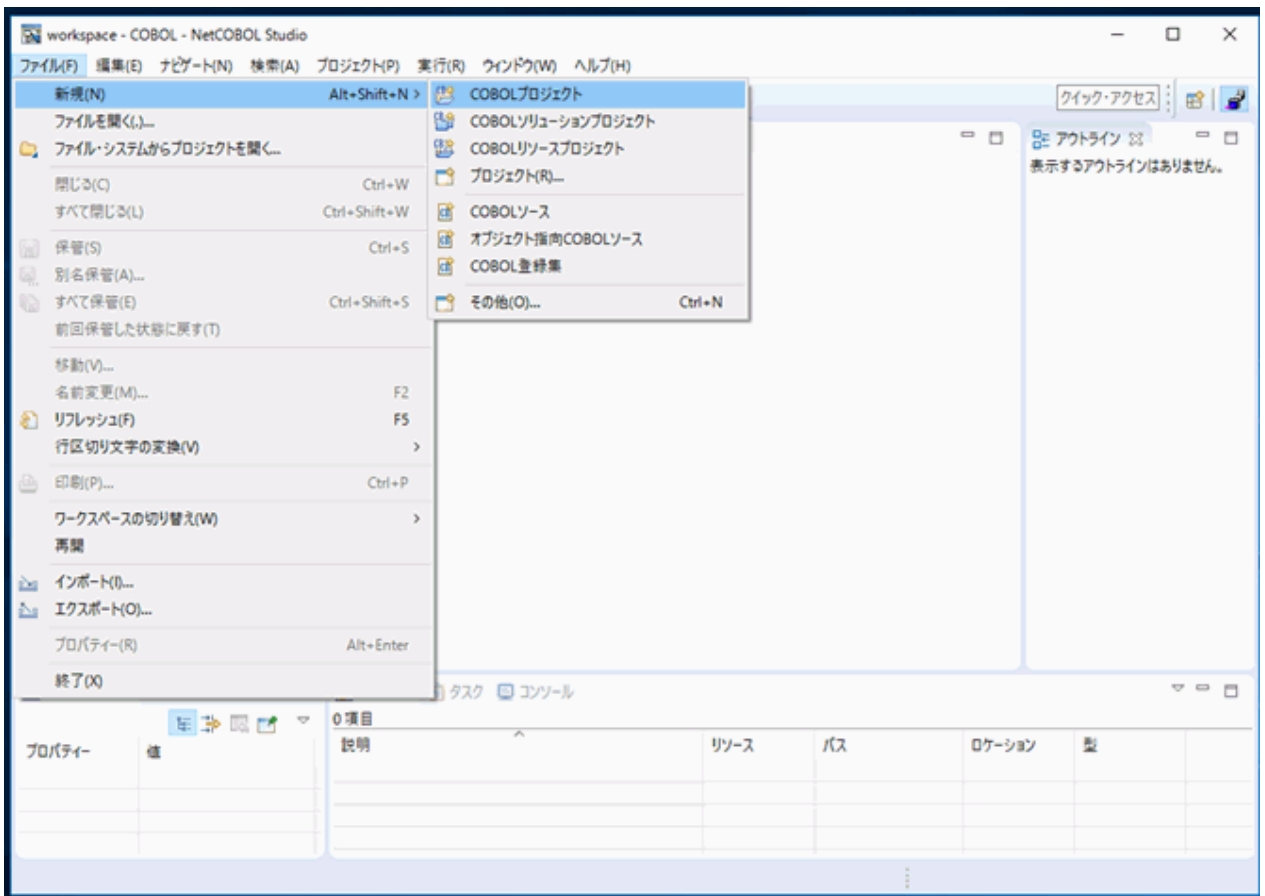 workspace - COBOL - NetCOBOL Studio
ファイル(F) 編集(E) ナビゲート(N) 検索(A) プロジェクト(P) 実行(R) ウィンドウ(W) ヘルプ(H)
新規(N) Alt+Shift+N >
ファイルを開く(.)...
ファイル・システムからプロジェクトを開く...
閉じる(C) Ctrl+W
すべて閉じる(L) Ctrl+Shift+W
保管(S) Ctrl+S
別名保管(A)...
すべて保管(E) Ctrl+Shift+S
前回保管した状態に戻す(T)
移動(V)...
名前変更(M)... F2
リフレッシュ(F) F5
行区切り文字の変換(V) >
印刷(P)... Ctrl+P
ワークスペースの切り替え(W) >
再開
インポート(I)...
エクスポート(O)...
プロパティー(R) Alt+Enter
終了(X)
COBOLプロジェクト
COBOLソリューションプロジェクト
COBOLリソースプロジェクト
プロジェクト(R)...
COBOLソース
オブジェクト指向COBOLソース
COBOL登録集
その他(O)... Ctrl+N
クイック・アクセス
アウトライン
表示するアウトラインはありません。
タスク コンソール
0 項目
プロパティー 値
説明 リソース パス ロケーション 型